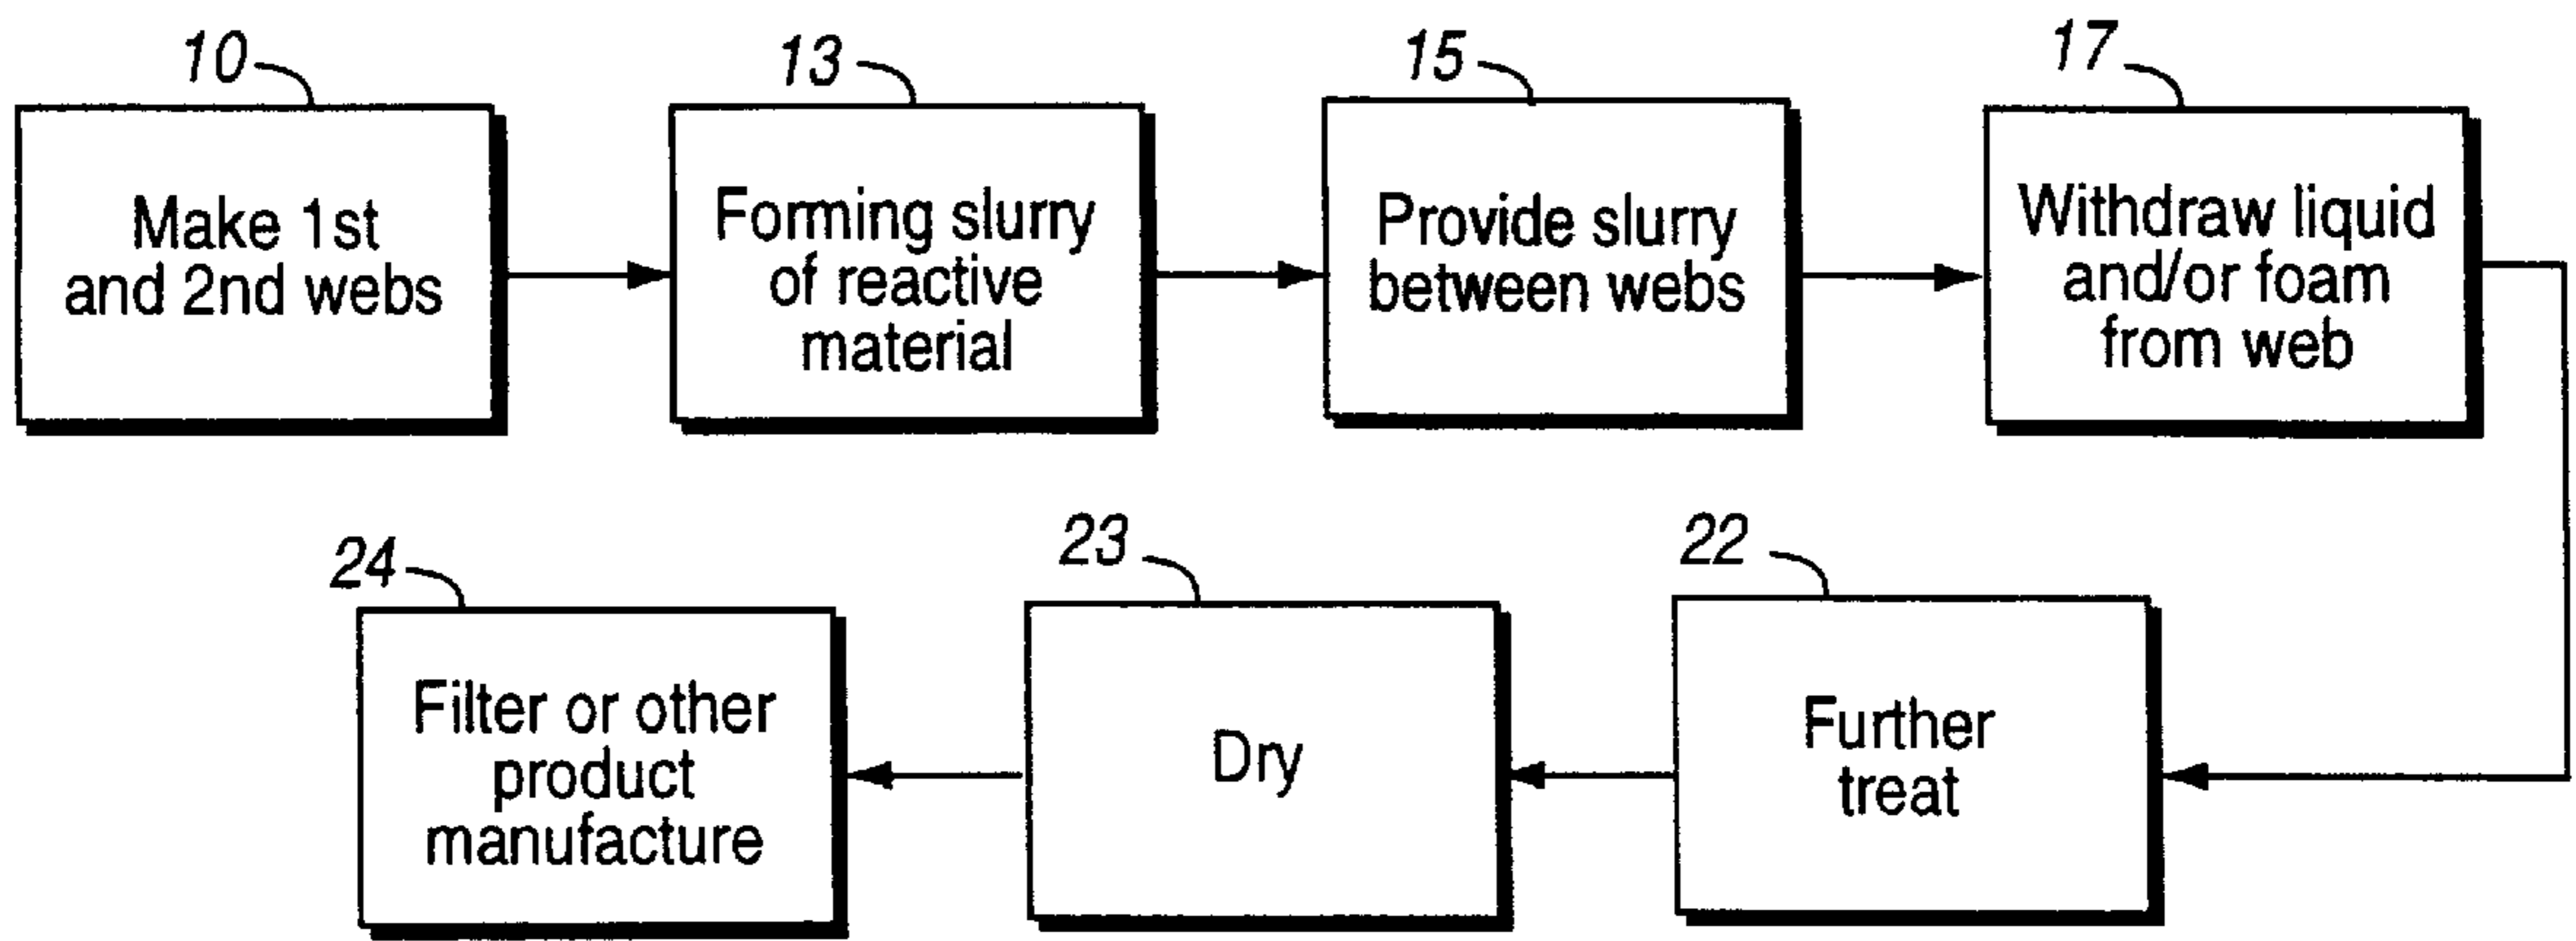 10
Make 1st
and 2nd webs
13
Forming slurry
of reactive
material
15
Provide slurry
between webs
17
Withdraw liquid
and/or foam
from web
22
Further
treat
23
Dry
24
Filter or other
product
manufacture